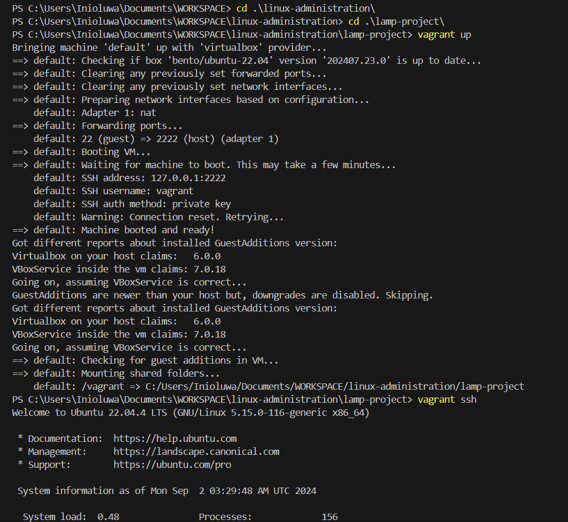 PS C:\Users\Inioluwa\Documents\WORKSPACE> cd .\linux-administration\
PS C:\Users\Inioluwa\Documents\WORKSPACE\linux-administration> cd .\lamp-project\
PS C:\Users\Inioluwa\Documents\WORKSPACE\linux-administration\lamp-project> vagrant up
Bringing machine 'default' up with 'virtualbox' provider...
==> default: Checking if box 'bento/ubuntu-22.04' version '202407.23.0' is up to date...
==> default: Clearing any previously set forwarded ports...
==> default: Clearing any previously set network interfaces...
==> default: Preparing network interfaces based on configuration...
    default: Adapter 1: nat
==> default: Forwarding ports...
    default: 22 (guest) => 2222 (host) (adapter 1)
==> default: Booting VM...
==> default: Waiting for machine to boot. This may take a few minutes...
    default: SSH address: 127.0.0.1:2222
    default: SSH username: vagrant
    default: SSH auth method: private key
    default: Warning: Connection reset. Retrying...
==> default: Machine booted and ready!
Got different reports about installed GuestAdditions version:
Virtualbox on your host claims:   6.0.0
VBoxService inside the vm claims: 7.0.18
Going on, assuming VBoxService is correct...
GuestAdditions are newer than your host but, downgrades are disabled. Skipping.
Got different reports about installed GuestAdditions version:
Virtualbox on your host claims:   6.0.0
VBoxService inside the vm claims: 7.0.18
Going on, assuming VBoxService is correct...
==> default: Checking for guest additions in VM...
==> default: Mounting shared folders...
    default: /vagrant => C:/Users/Inioluwa/Documents/WORKSPACE/linux-administration/lamp-project
PS C:\Users\Inioluwa\Documents\WORKSPACE\linux-administration\lamp-project> vagrant ssh
Welcome to Ubuntu 22.04.4 LTS (GNU/Linux 5.15.0-116-generic x86_64)
 * Documentation:  https://help.ubuntu.com
 * Management:     https://landscape.canonical.com
 * Support:        https://ubuntu.com/pro
 System information as of Mon Sep  2 03:29:48 AM UTC 2024
  System load:  0.48               Processes:             156